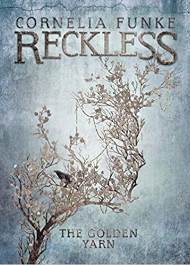 CORNELIA FUNKE
RECKLESS
THE GOLDEN
YARN